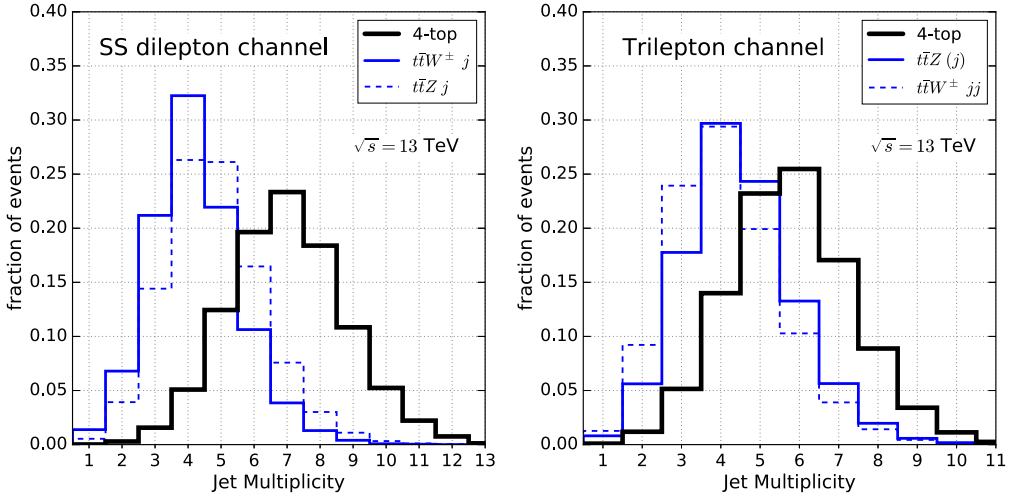 0.40
0.35
0.30
0.25
0.20
0.15
0.10
0.05
0.00
fraction of events
SS dilepton channel
4-top
tt̄W± j
tt̄Z j
√s = 13 TeV
1 2 3 4 5 6 7 8 9 10 11 12 13
Jet Multiplicity
0.40
0.35
0.30
0.25
0.20
0.15
0.10
0.05
0.00
fraction of events
Trilepton channel
4-top
tt̄Z (j)
tt̄W± jj
√s = 13 TeV
1 2 3 4 5 6 7 8 9 10 11
Jet Multiplicity